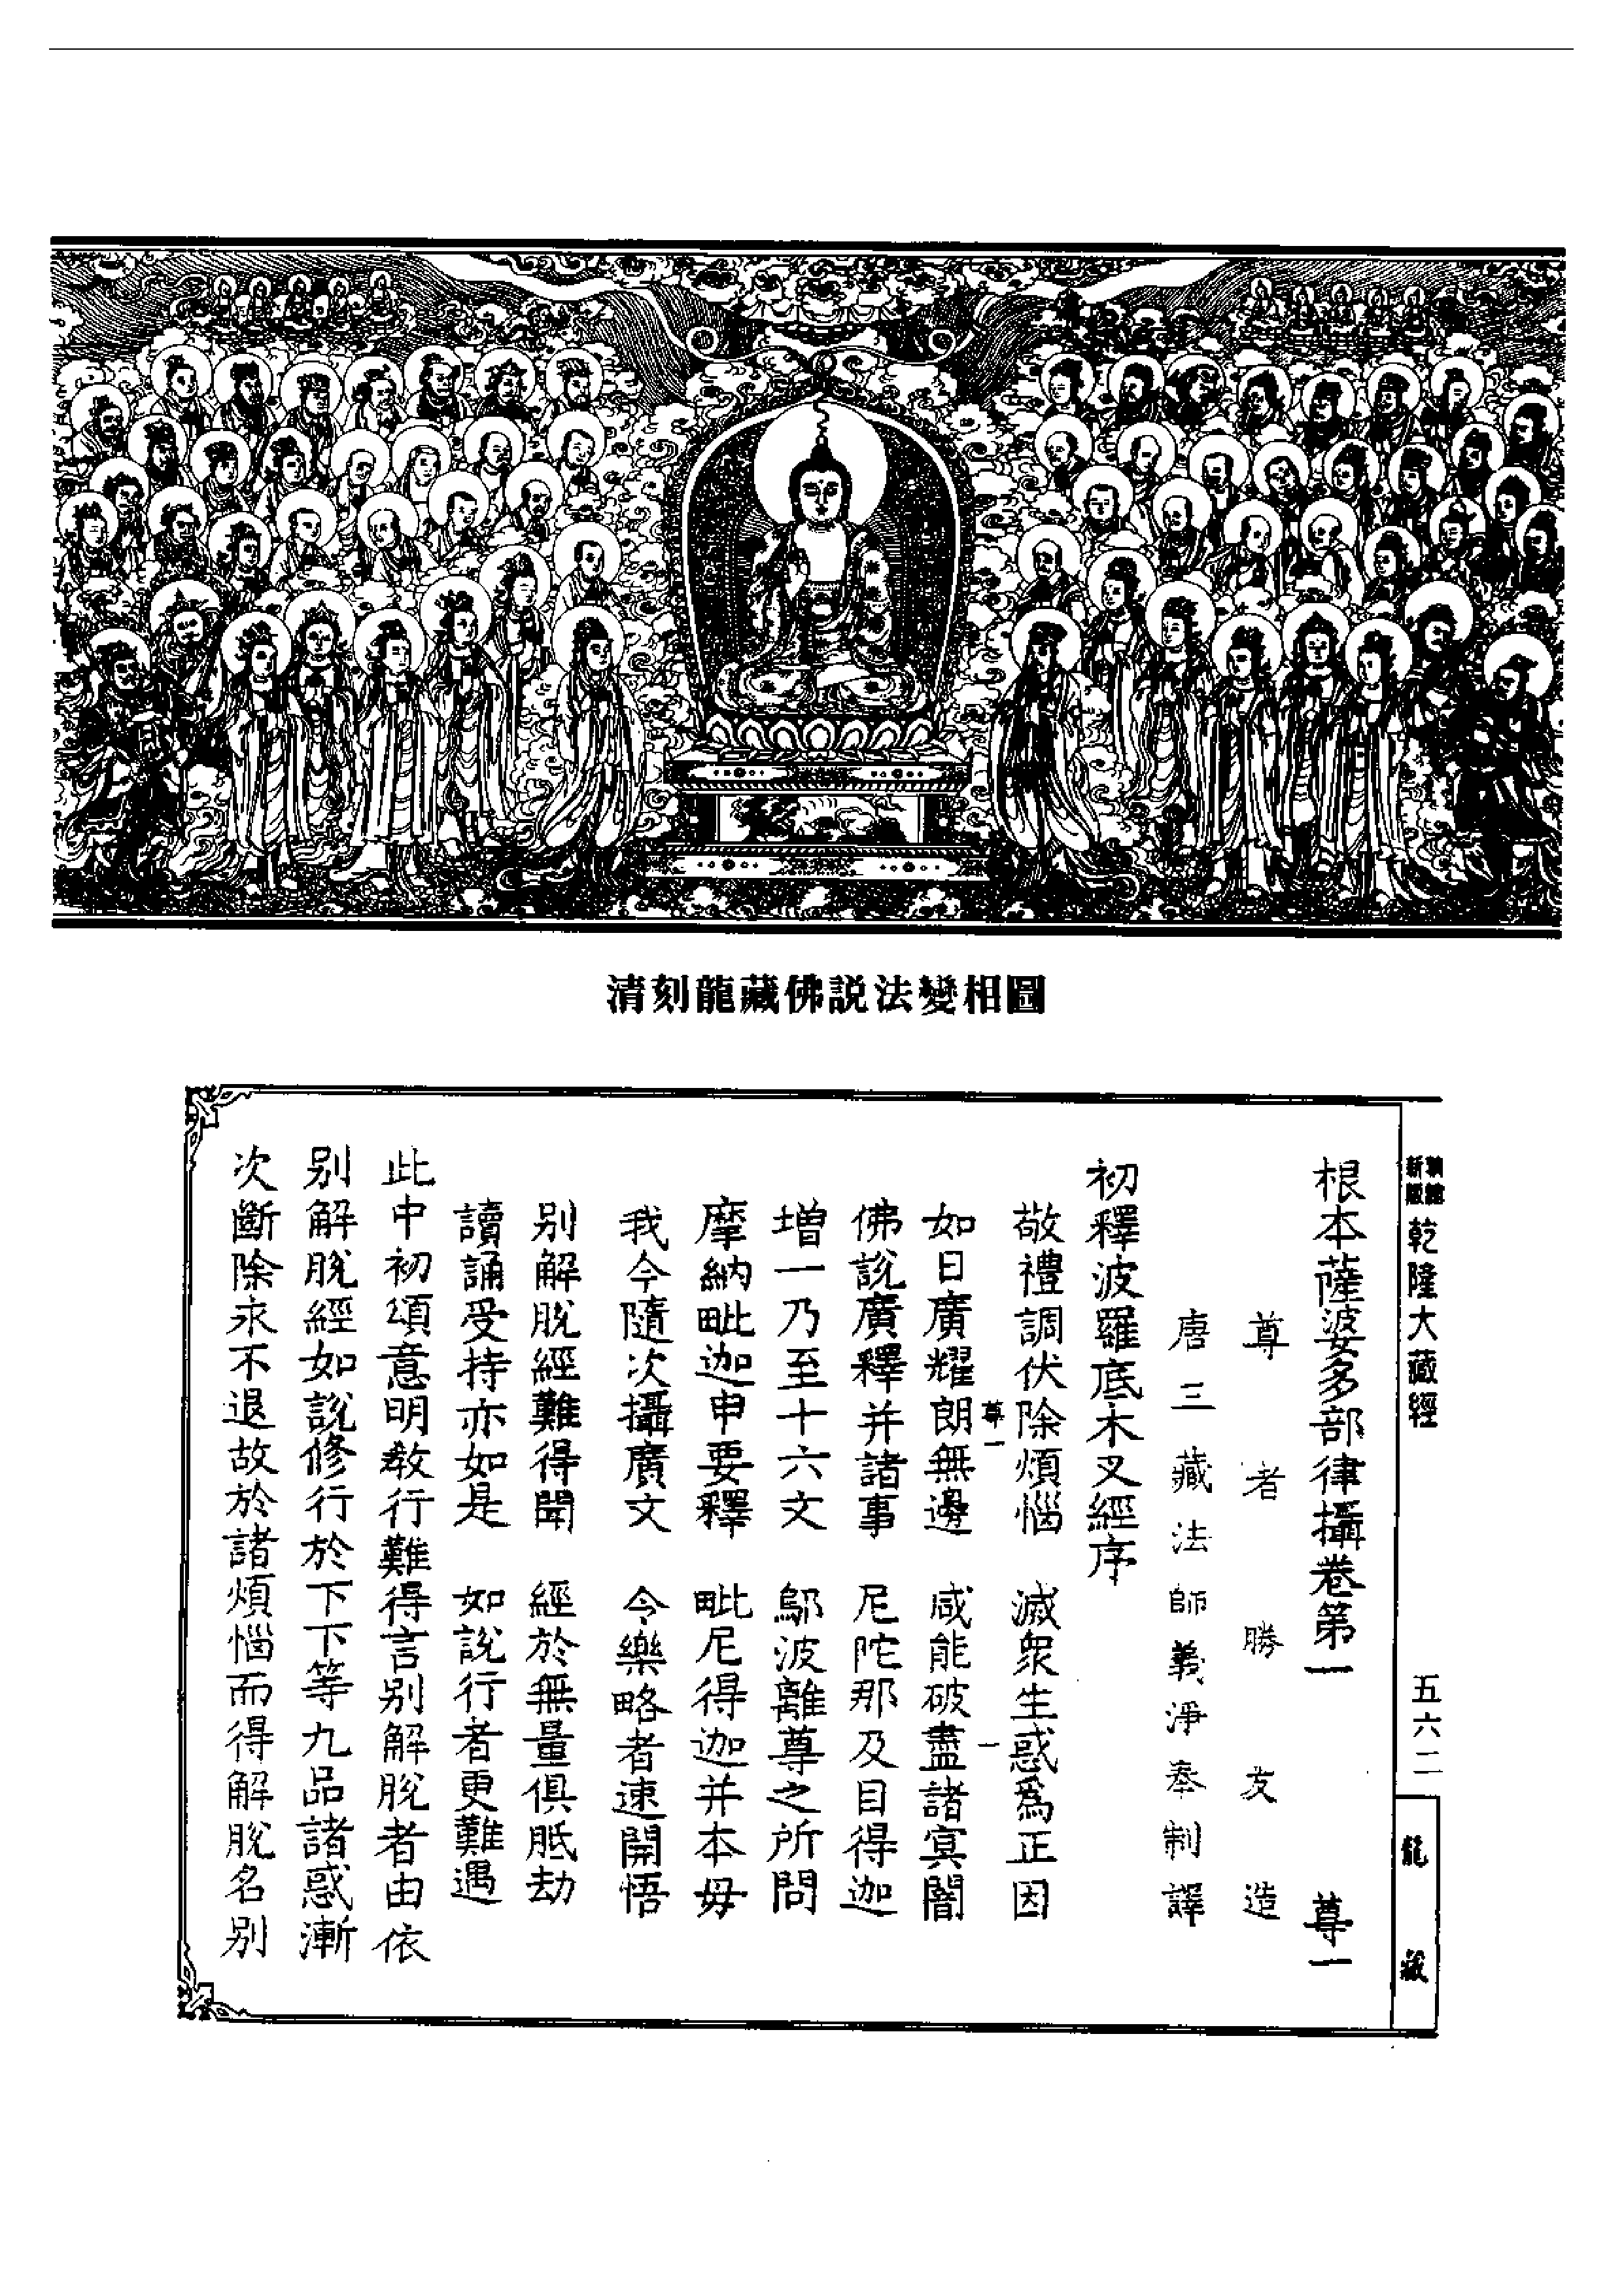 清刻龍藏佛説法變相圖
新版
乾隆大藏經
五六二
龍藏
根本薩婆多部律攝卷第一
尊一
尊者勝友造
唐三藏法師義淨奉制譯
初釋波羅底木叉經序
敬禮調伏除煩惱　滅衆生惑爲正因
尊一
一
如日廣耀朗無邊　咸能破盡諸冥闇
佛說廣釋并諸事　尼陀那及目得迦
增一乃至十六文　鄔波離尊之所問
摩納毗迦申要釋　毗尼得迦并本毋
我今隨次攝廣文　令樂略者速開悟
别解脫經難得聞　經於無量俱胝劫
讀誦受持亦如是　如說行者更難遇
此中初頌意明教行難得言别解脫者由依
别解脫經如說修行於下下等九品諸惑漸
次斷除永不退故於諸煩惱而得解脫名别